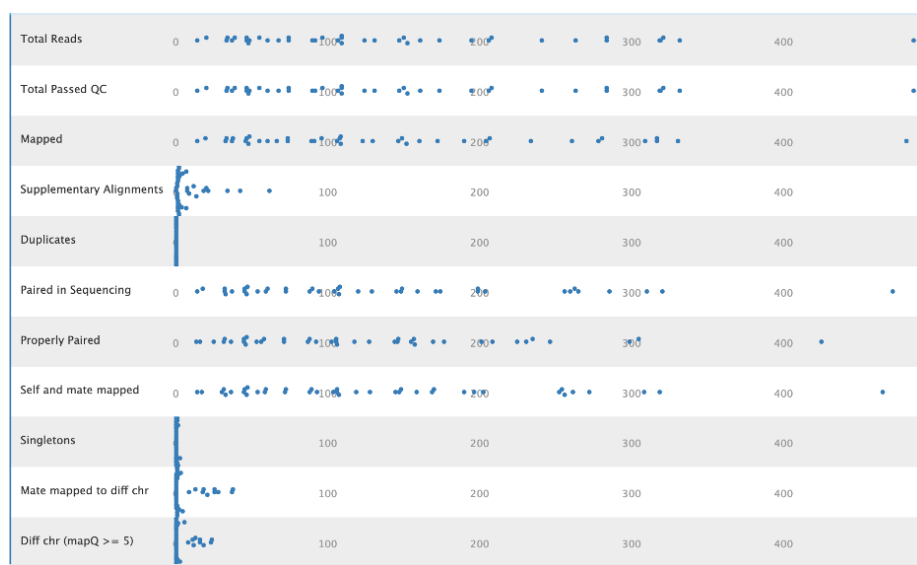 Total Reads 0 100 200 300 400
Total Passed QC 0 100 200 300 400
Mapped 0 100 200 300 400
Supplementary Alignments 100 200 300 400
Duplicates 100 200 300 400
Paired in Sequencing 0 100 200 300 400
Properly Paired 0 100 200 300 400
Self and mate mapped 0 100 200 300 400
Singletons 100 200 300 400
Mate mapped to diff chr 100 200 300 400
Diff chr (mapQ >= 5) 100 200 300 400